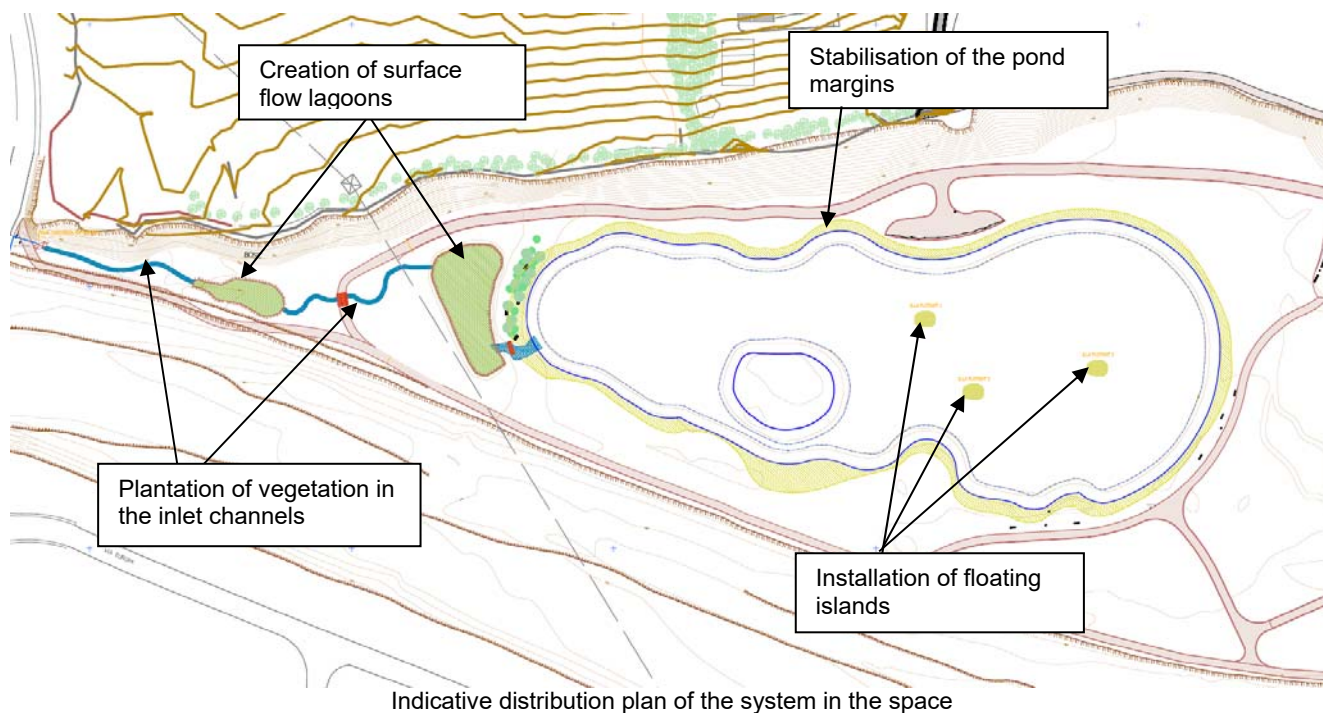 Creation of surface
flow lagoons
Stabilisation of the pond
margins
Plantation of vegetation in
the inlet channels
Installation of floating
islands
Indicative distribution plan of the system in the space